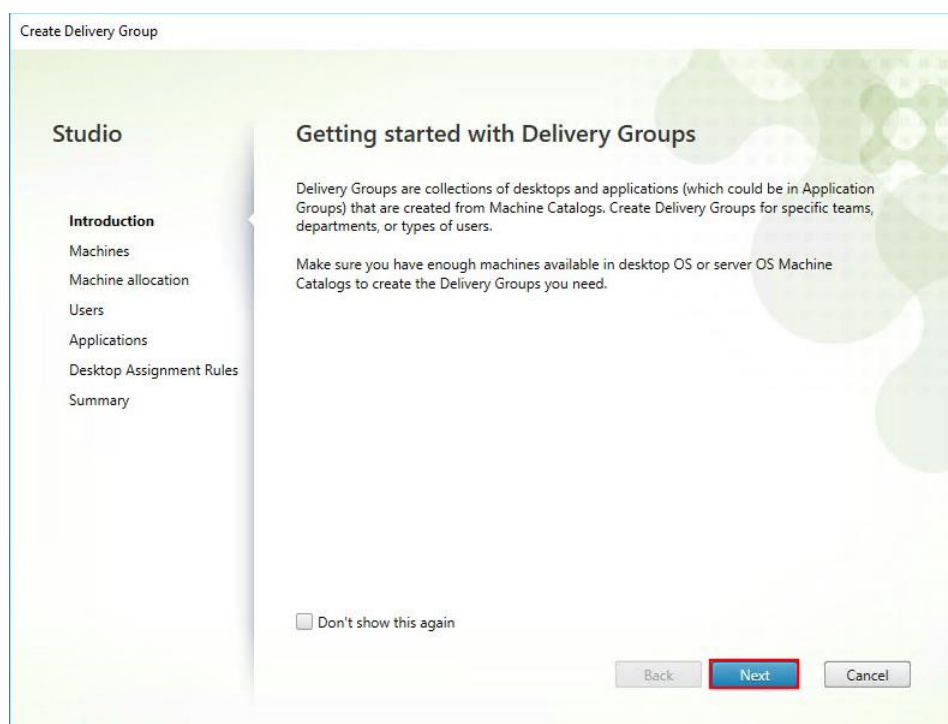 Create Delivery Group
Studio
Introduction
Machines
Machine allocation
Users
Applications
Desktop Assignment Rules
Summary
Getting started with Delivery Groups
Delivery Groups are collections of desktops and applications (which could be in Application
Groups) that are created from Machine Catalogs. Create Delivery Groups for specific teams,
departments, or types of users.
Make sure you have enough machines available in desktop OS or server OS Machine
Catalogs to create the Delivery Groups you need.
Don't show this again
Back
Next
Cancel